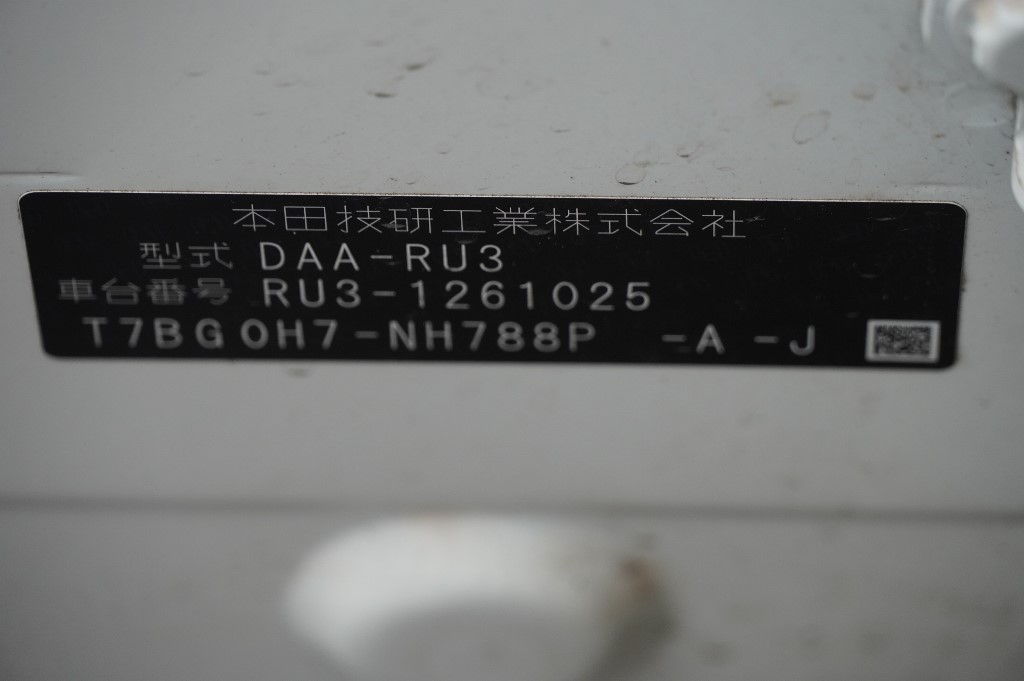 本田技研工業株式会社
型式 DAA-RU3
車台番号 RU3-1261025
T7BG0H7-NH788P -A -J